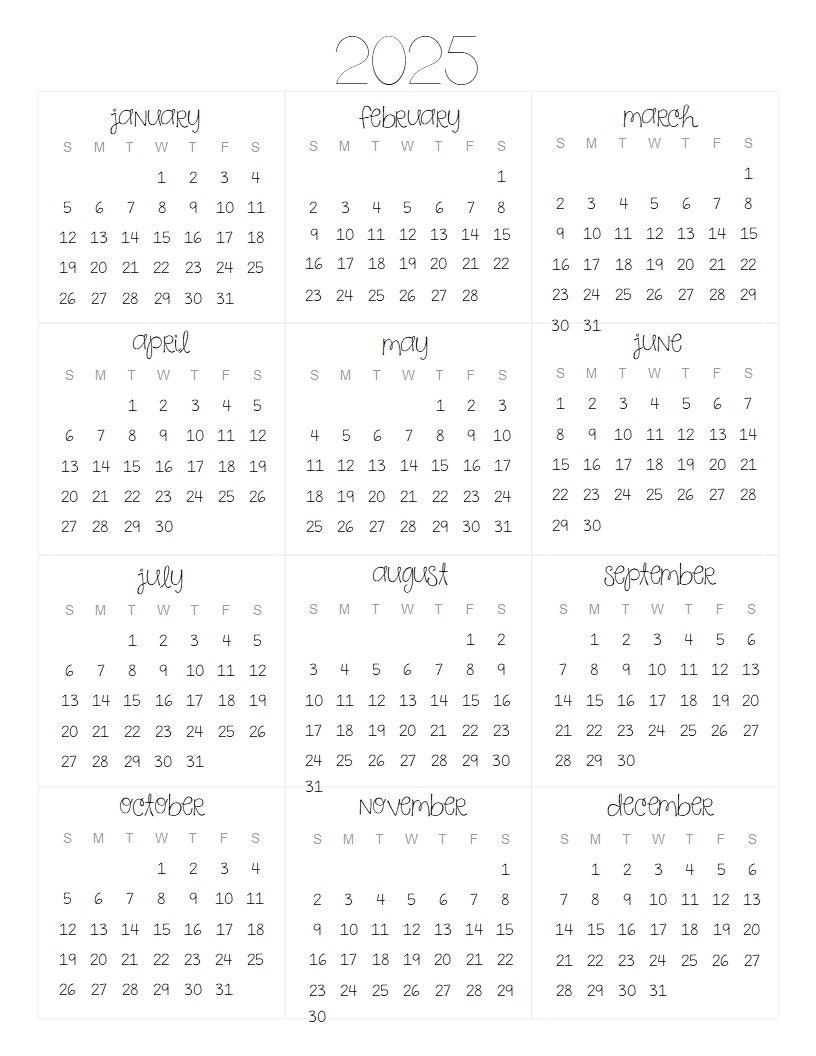 2025
january
S M T W T F S
1 2 3 4
5 6 7 8 9 10 11
12 13 14 15 16 17 18
19 20 21 22 23 24 25
26 27 28 29 30 31
february
S M T W T F S
1
2 3 4 5 6 7 8
9 10 11 12 13 14 15
16 17 18 19 20 21 22
23 24 25 26 27 28
march
S M T W T F S
1
2 3 4 5 6 7 8
9 10 11 12 13 14 15
16 17 18 19 20 21 22
23 24 25 26 27 28 29
30 31
april
S M T W T F S
1 2 3 4 5
6 7 8 9 10 11 12
13 14 15 16 17 18 19
20 21 22 23 24 25 26
27 28 29 30
may
S M T W T F S
1 2 3
4 5 6 7 8 9 10
11 12 13 14 15 16 17
18 19 20 21 22 23 24
25 26 27 28 29 30 31
june
S M T W T F S
1 2 3 4 5 6 7
8 9 10 11 12 13 14
15 16 17 18 19 20 21
22 23 24 25 26 27 28
29 30
july
S M T W T F S
1 2 3 4 5
6 7 8 9 10 11 12
13 14 15 16 17 18 19
20 21 22 23 24 25 26
27 28 29 30 31
august
S M T W T F S
1 2
3 4 5 6 7 8 9
10 11 12 13 14 15 16
17 18 19 20 21 22 23
24 25 26 27 28 29 30
31
september
S M T W T F S
1 2 3 4 5 6
7 8 9 10 11 12 13
14 15 16 17 18 19 20
21 22 23 24 25 26 27
28 29 30
october
S M T W T F S
1 2 3 4
5 6 7 8 9 10 11
12 13 14 15 16 17 18
19 20 21 22 23 24 25
26 27 28 29 30 31
november
S M T W T F S
1
2 3 4 5 6 7 8
9 10 11 12 13 14 15
16 17 18 19 20 21 22
23 24 25 26 27 28 29
30
december
S M T W T F S
1 2 3 4 5 6
7 8 9 10 11 12 13
14 15 16 17 18 19 20
21 22 23 24 25 26 27
28 29 30 31